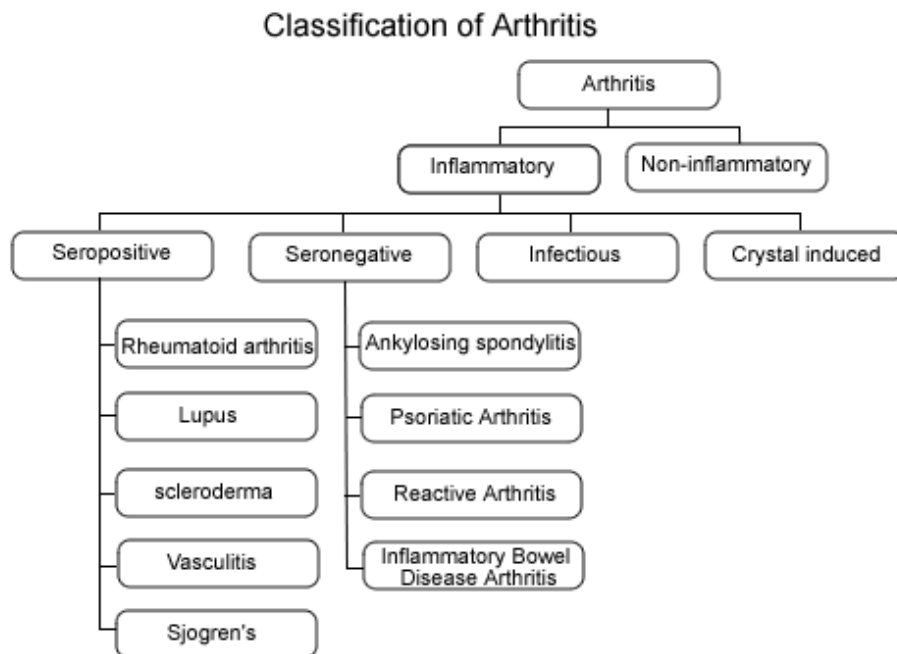 Classification of Arthritis
Arthritis
Inflammatory
Non-inflammatory
Seropositive
Seronegative
Infectious
Crystal induced
Rheumatoid arthritis
Lupus
scleroderma
Vasculitis
Sjogren's
Ankylosing spondylitis
Psoriatic Arthritis
Reactive Arthritis
Inflammatory Bowel
Disease Arthritis